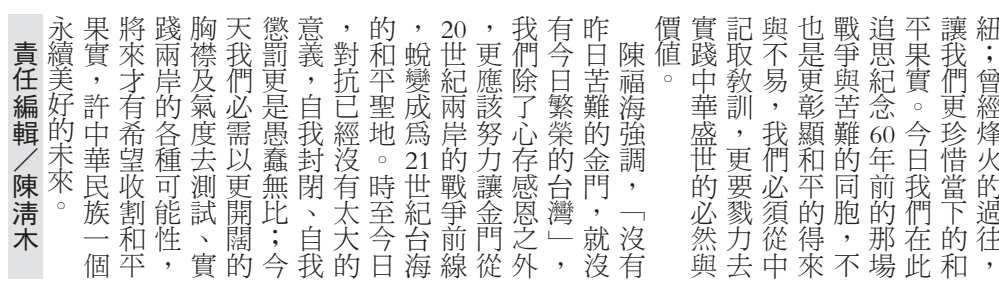 紐；曾經烽火的過往，
讓我們更珍惜當下的和
平果實。今日我們在此
追思紀念60年前的那場
戰爭與苦難的同胞，不
也是更彰顯和平的得來
與不易，我們必須從中
記取教訓，更要戮力去
實踐中華盛世的必然與
價值。
陳福海強調，「沒有
昨日苦難的金門，就沒
有今日繁榮的台灣」，
我們除了心存感恩之外
，更應該努力讓金門從
20世紀兩岸的戰爭前線
，蛻變成為21世紀台海
的和平聖地。時至今日
，對抗已經沒有太大的
意義，自我封閉、自我
懲罰更是愚蠢無比；今
天我們必需以更開闊的
胸襟及氣度去測試、實
踐兩岸的各種可能性，
將來才有希望收割和平
果實，許中華民族一個
永續美好的未來。
責任編輯／陳清木